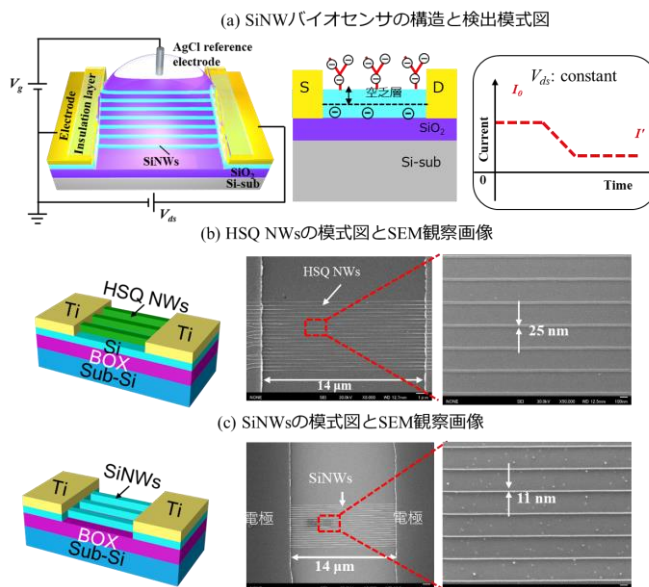 (a) SiNWバイオセンサの構造と検出模式図
AgCl reference
electrode
Vg
Electrode
Insulation layer
SiNWs
SiO2
Si-sub
Vds
S
D
空乏層
SiO2
Si-sub
Vds: constant
I0
I'
Current
0
Time
(b) HSQ NWsの模式図とSEM観察画像
HSQ NWs
Ti
Ti
Si
BOX
Sub-Si
HSQ NWs
14 μm
25 nm
(c) SiNWsの模式図とSEM観察画像
SiNWs
Ti
Ti
BOX
Sub-Si
SiNWs
電極
電極
14 μm
11 nm